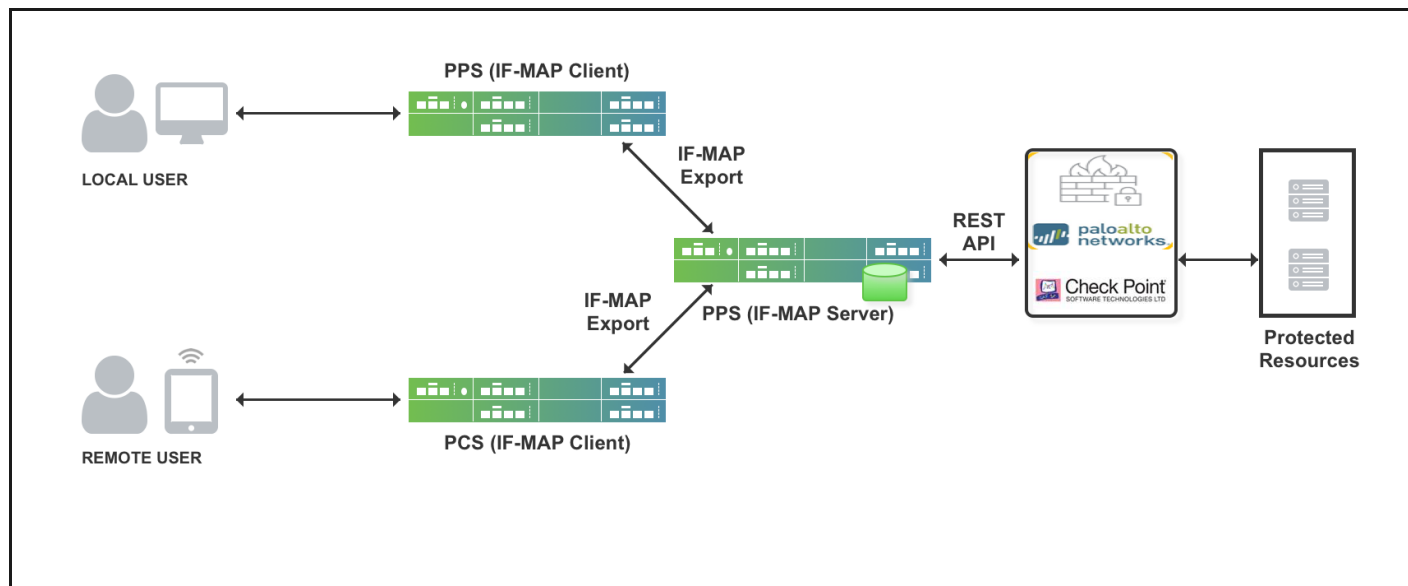 PPS (IF-MAP Client)
LOCAL USER
IF-MAP
Export
REST
API
paloalto
networks
Check Point
SOFTWARE TECHNOLOGIES LTD
IF-MAP
Export
PPS (IF-MAP Server)
Protected
Resources
PCS (IF-MAP Client)
REMOTE USER